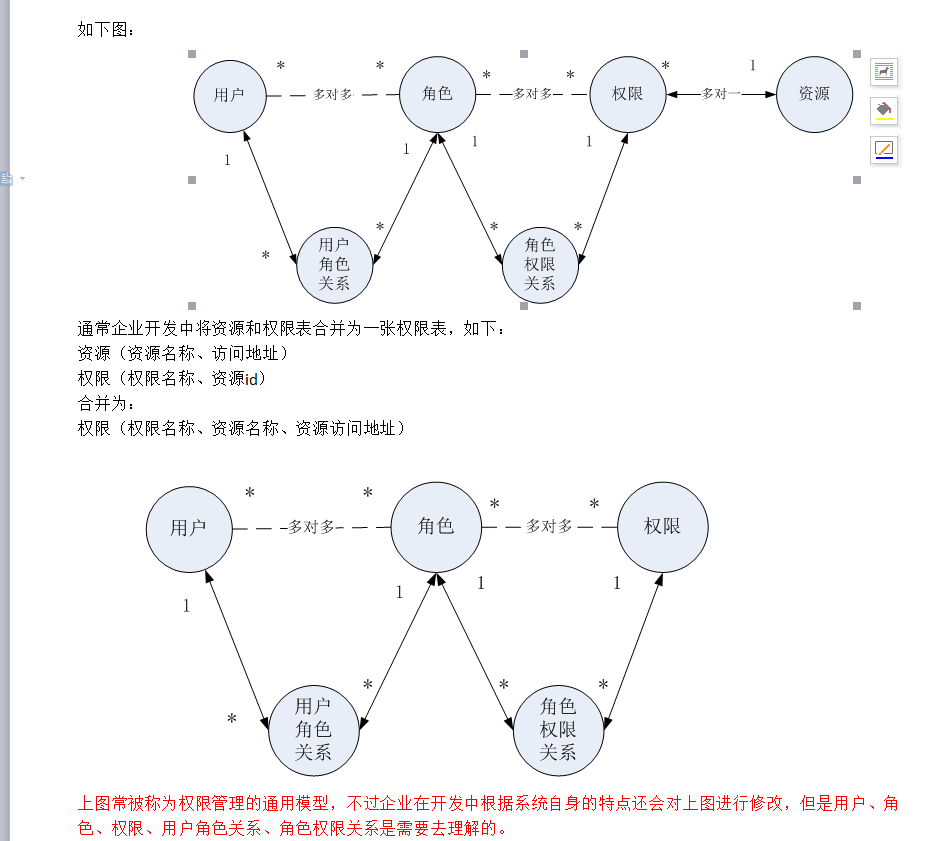 如下图：
* * * * * 1
用户 多对多 角色 多对多 权限 多对一 资源
1 1 1 1
* * * *
用户
角色
关系
角色
权限
关系
通常企业开发中将资源和权限表合并为一张权限表，如下：
资源（资源名称、访问地址）
权限（权限名称、资源id）
合并为：
权限（权限名称、资源名称、资源访问地址）
* * * *
用户 多对多 角色 多对多 权限
1 1 1 1
* * * *
用户
角色
关系
角色
权限
关系
上图常被称为权限管理的通用模型，不过企业在开发中根据系统自身的特点还会对上图进行修改，但是用户、角
色、权限、用户角色关系、角色权限关系是需要去理解的。